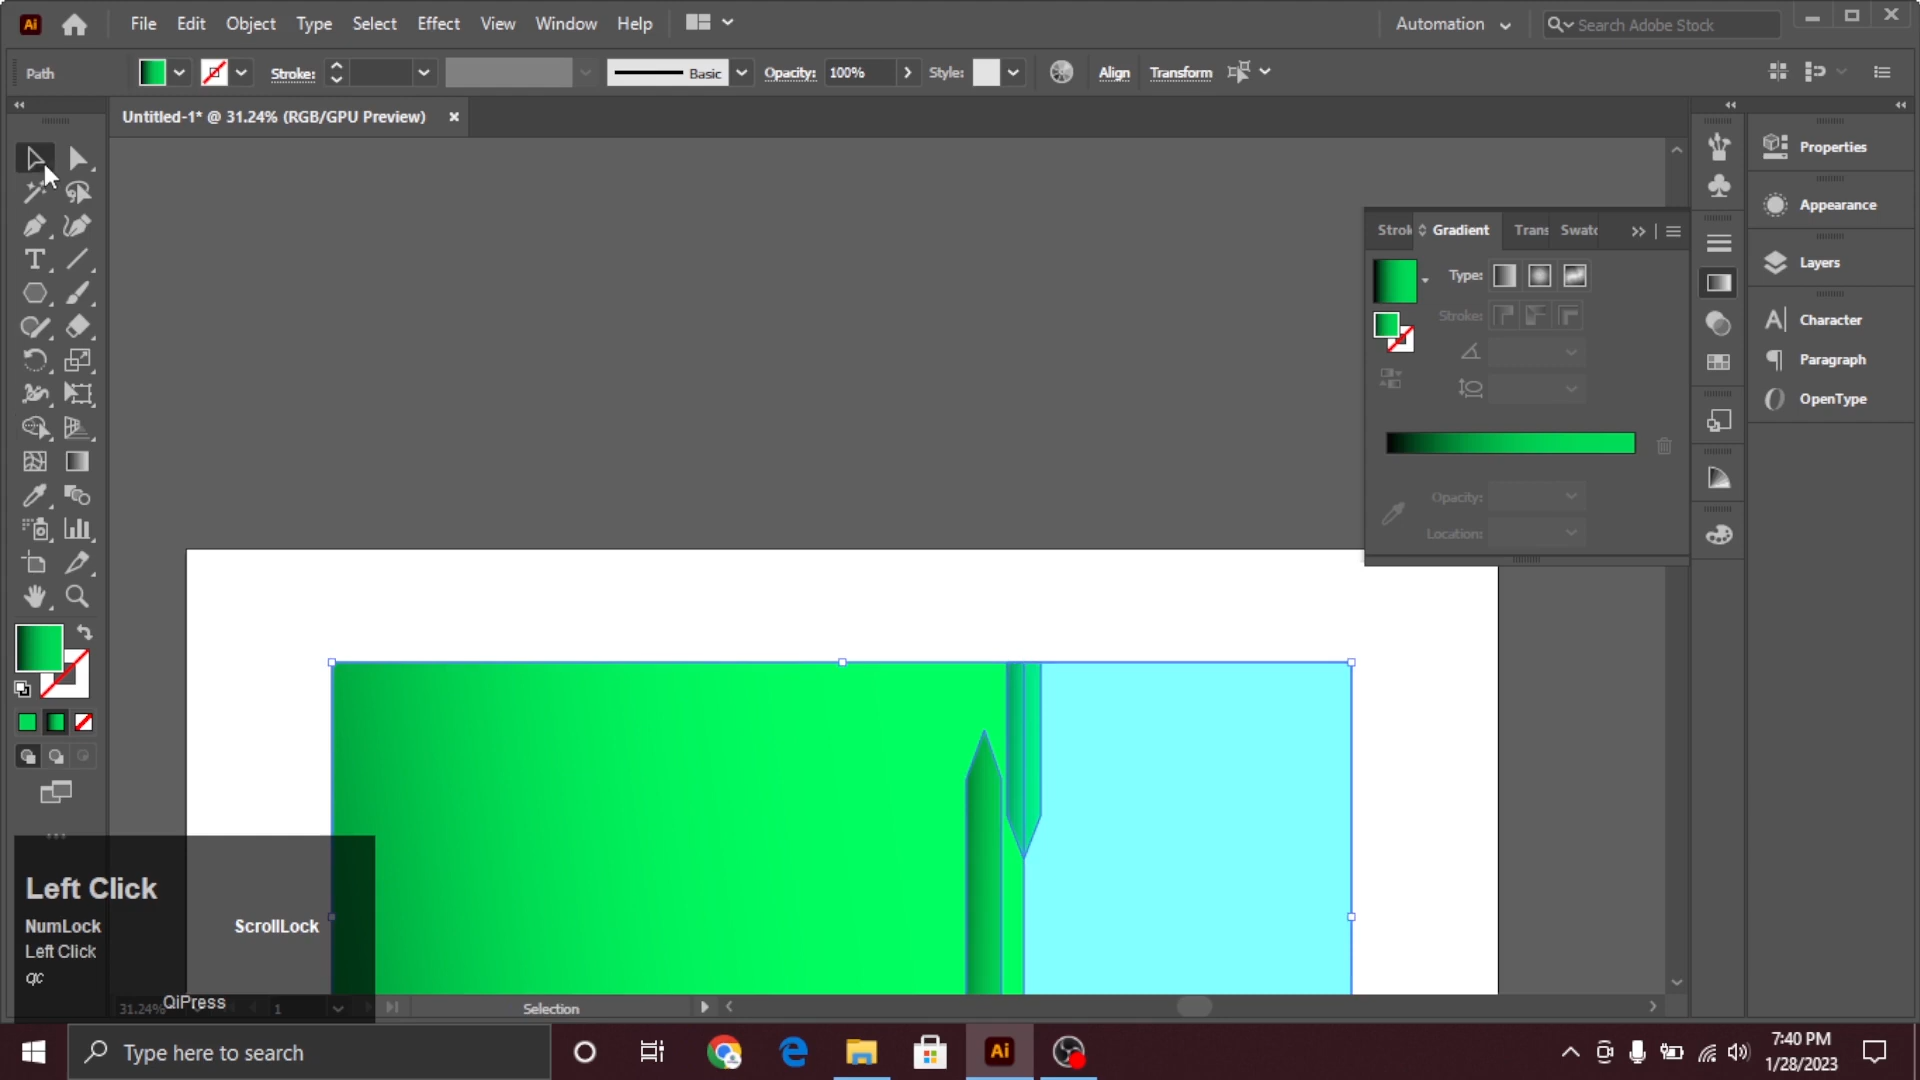 Ai File Edit Object Type Select Effect View Window Help Automation Search Adobe Stock
Path Stroke: Basic Opacity: 100% Style: Align Transform
Untitled-1* @ 31.24% (RGB/GPU Preview)
Strok Gradient Trans Swatc
Type:
Stroke:
Opacity:
Location:
Properties
Appearance
Layers
Character
Paragraph
OpenType
Left Click
NumLock ScrollLock
Left Click
qc
QiPress
31.24% 1 Selection
Type here to search
Ai
7:40 PM
1/28/2023